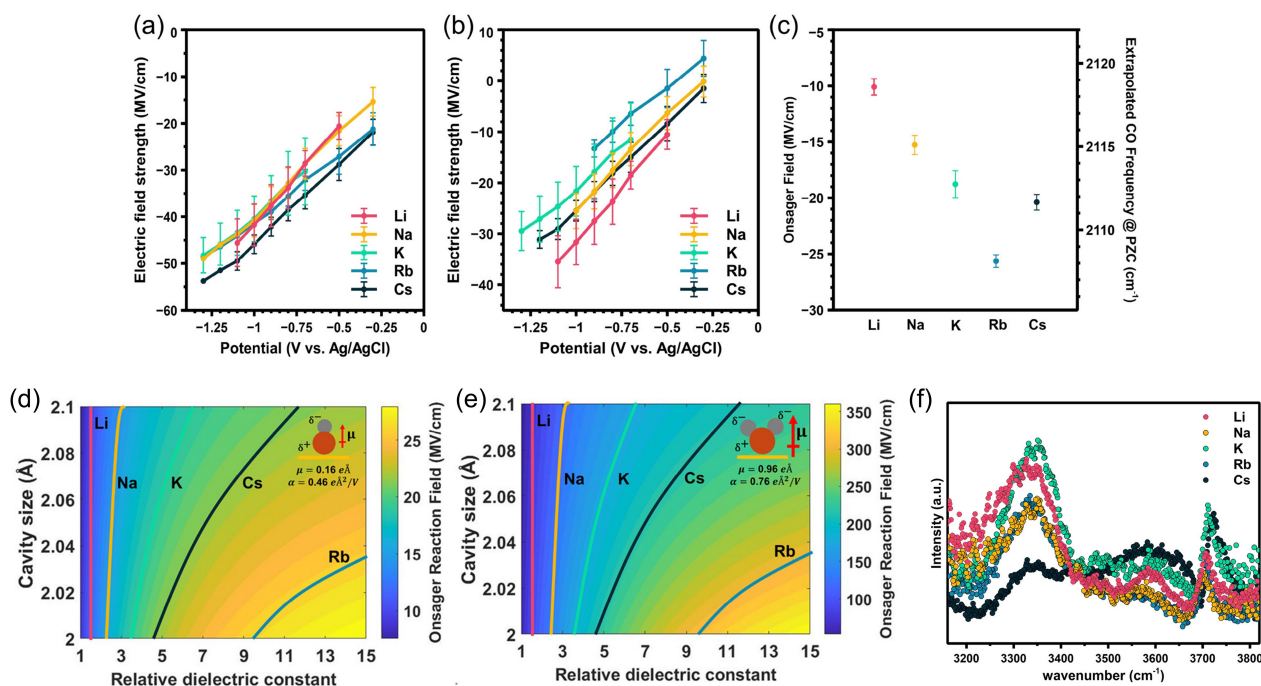 (a)
0
−10
−20
−30
−40
−50
−60
Electric field strength (MV/cm)
Li
Na
K
Rb
Cs
−1.25
−1
−0.75
−0.5
−0.25
0
Potential (V vs. Ag/AgCl)
(b)
10
0
−10
−20
−30
−40
Electric field strength (MV/cm)
Li
Na
K
Rb
Cs
−1.25
−1
−0.75
−0.5
−0.25
0
Potential (V vs. Ag/AgCl)
(c)
−5
−10
−15
−20
−25
−30
Onsager Field (MV/cm)
Li
Na
K
Rb
Cs
2120
2115
2110
Extrapolated CO Frequency @ PZC (cm⁻¹)
(d)
2.1
2.08
2.06
2.04
2.02
2
Cavity size (Å)
Li
Na
K
Cs
Rb
δ⁻
δ⁺
μ
μ = 0.16 eÅ
α = 0.46 eÅ²/V
1
3
5
7
9
11
13
15
Relative dielectric constant
25
20
15
10
Onsager Reaction Field (MV/cm)
(e)
2.1
2.08
2.06
2.04
2.02
2
Cavity size (Å)
Li
Na
K
Cs
Rb
δ⁻
δ⁻
δ⁺
μ
μ = 0.96 eÅ
α = 0.76 eÅ²/V
1
3
5
7
9
11
13
15
Relative dielectric constant
350
300
250
200
150
100
Onsager Reaction Field (MV/cm)
(f)
Intensity (a.u.)
Li
Na
K
Rb
Cs
3200
3300
3400
3500
3600
3700
3800
wavenumber (cm⁻¹)